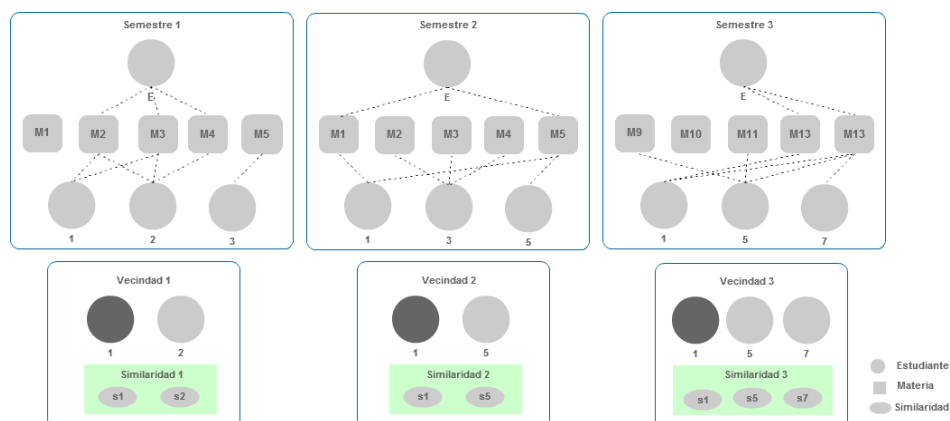 Semestre 1
Semestre 2
Semestre 3
E
E
E
M1 M2 M3 M4 M5
M1 M2 M3 M4 M5
M9 M10 M11 M13 M13
1 2 3
1 3 5
1 5 7
Vecindad 1
Vecindad 2
Vecindad 3
1 2
1 5
1 5 7
Similaridad 1
Similaridad 2
Similaridad 3
s1 s2
s1 s5
s1 s5 s7
Estudiante
Materia
Similaridad